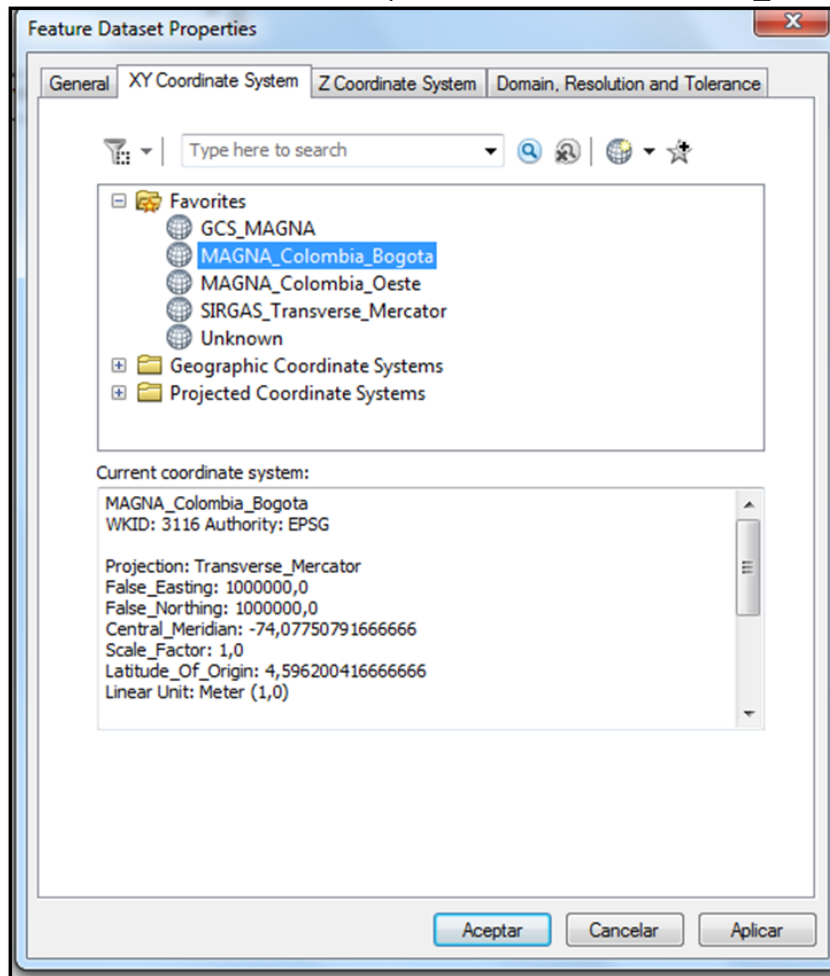 Feature Dataset Properties
General XY Coordinate System Z Coordinate System Domain, Resolution and Tolerance
Type here to search
Favorites
GCS_MAGNA
MAGNA_Colombia_Bogota
MAGNA_Colombia_Oeste
SIRGAS_Transverse_Mercator
Unknown
Geographic Coordinate Systems
Projected Coordinate Systems
Current coordinate system:
MAGNA_Colombia_Bogota
WKID: 3116 Authority: EPSG
Projection: Transverse_Mercator
False_Easting: 1000000,0
False_Northing: 1000000,0
Central_Meridian: -74,07750791666666
Scale_Factor: 1,0
Latitude_Of_Origin: 4,596200416666666
Linear Unit: Meter (1,0)
Aceptar Cancelar Aplicar